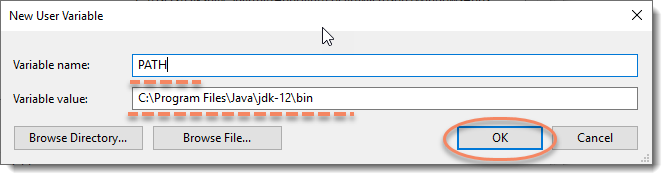 New User Variable
Variable name:
PATH
Variable value:
C:\Program Files\Java\jdk-12\bin
Browse Directory...
Browse File...
OK
Cancel